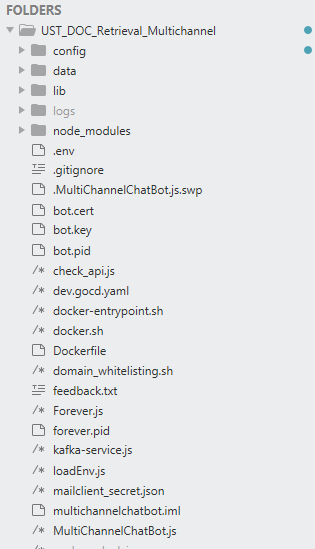 FOLDERS
UST_DOC_Retrieval_Multichannel
config
data
lib
logs
node_modules
.env
.gitignore
.MultiChannelChatBot.js.swp
bot.cert
bot.key
bot.pid
/* check_api.js
/* dev.gocd.yaml
/* docker-entrypoint.sh
/* docker.sh
Dockerfile
/* domain_whitelisting.sh
feedback.txt
/* Forever.js
forever.pid
/* kafka-service.js
/* loadEnv.js
/* mailclient_secret.json
multichannelchatbot.iml
/* MultiChannelChatBot.js